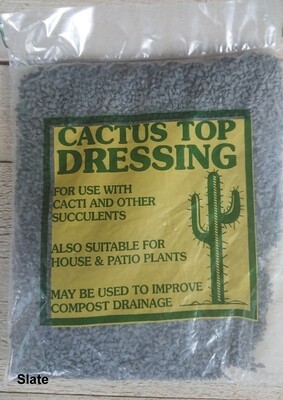 CACTUS TOP
DRESSING
FOR USE WITH
CACTI AND OTHER
SUCCULENTS
ALSO SUITABLE FOR
HOUSE & PATIO PLANTS
MAY BE USED TO IMPROVE
COMPOST DRAINAGE
Slate